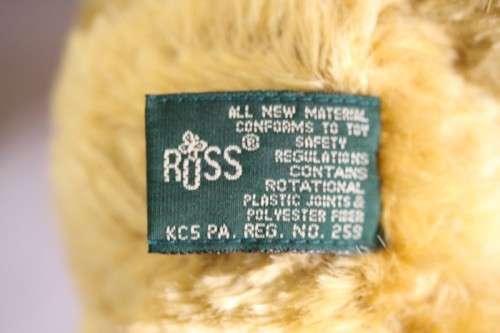 RUSS®
ALL NEW MATERIAL
CONFORMS TO TOY
SAFETY
REGULATIONS
CONTAINS
ROTATIONAL
PLASTIC JOINTS &
POLYESTER FIBER
KCS PA. REG. NO. 259